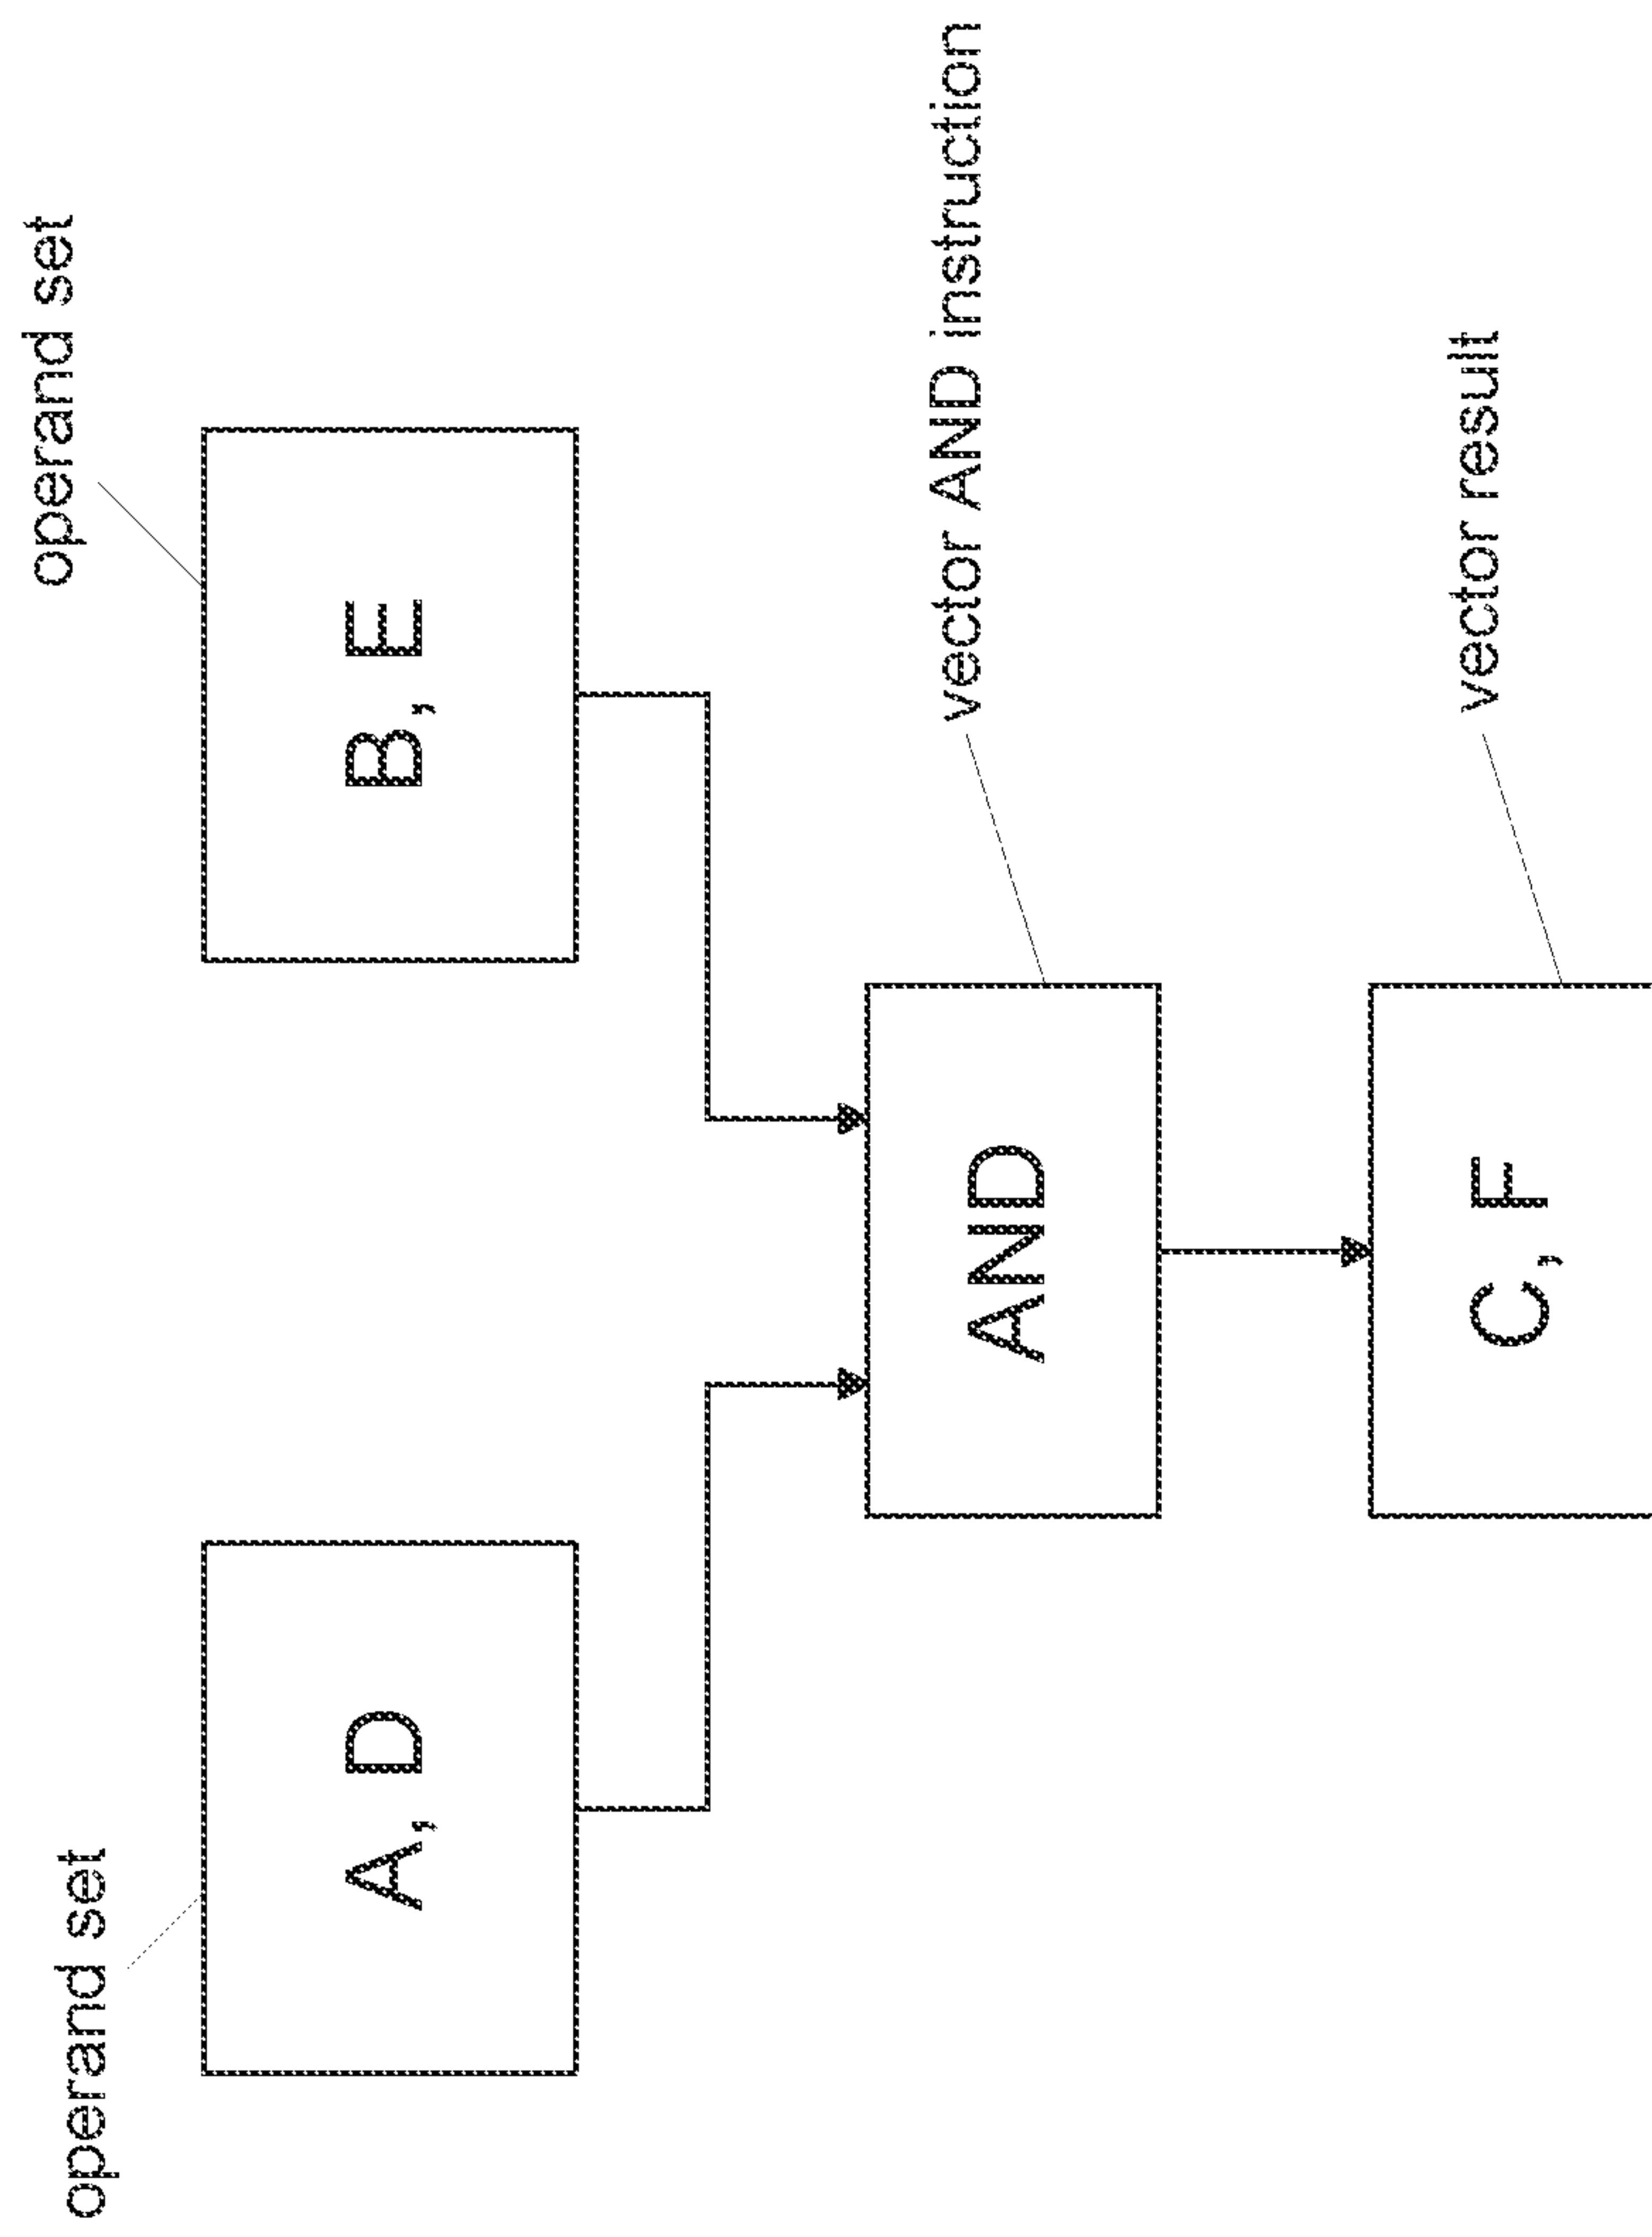 operand set
operand set
A, D
B, E
AND
vector AND instruction
C, F
vector result